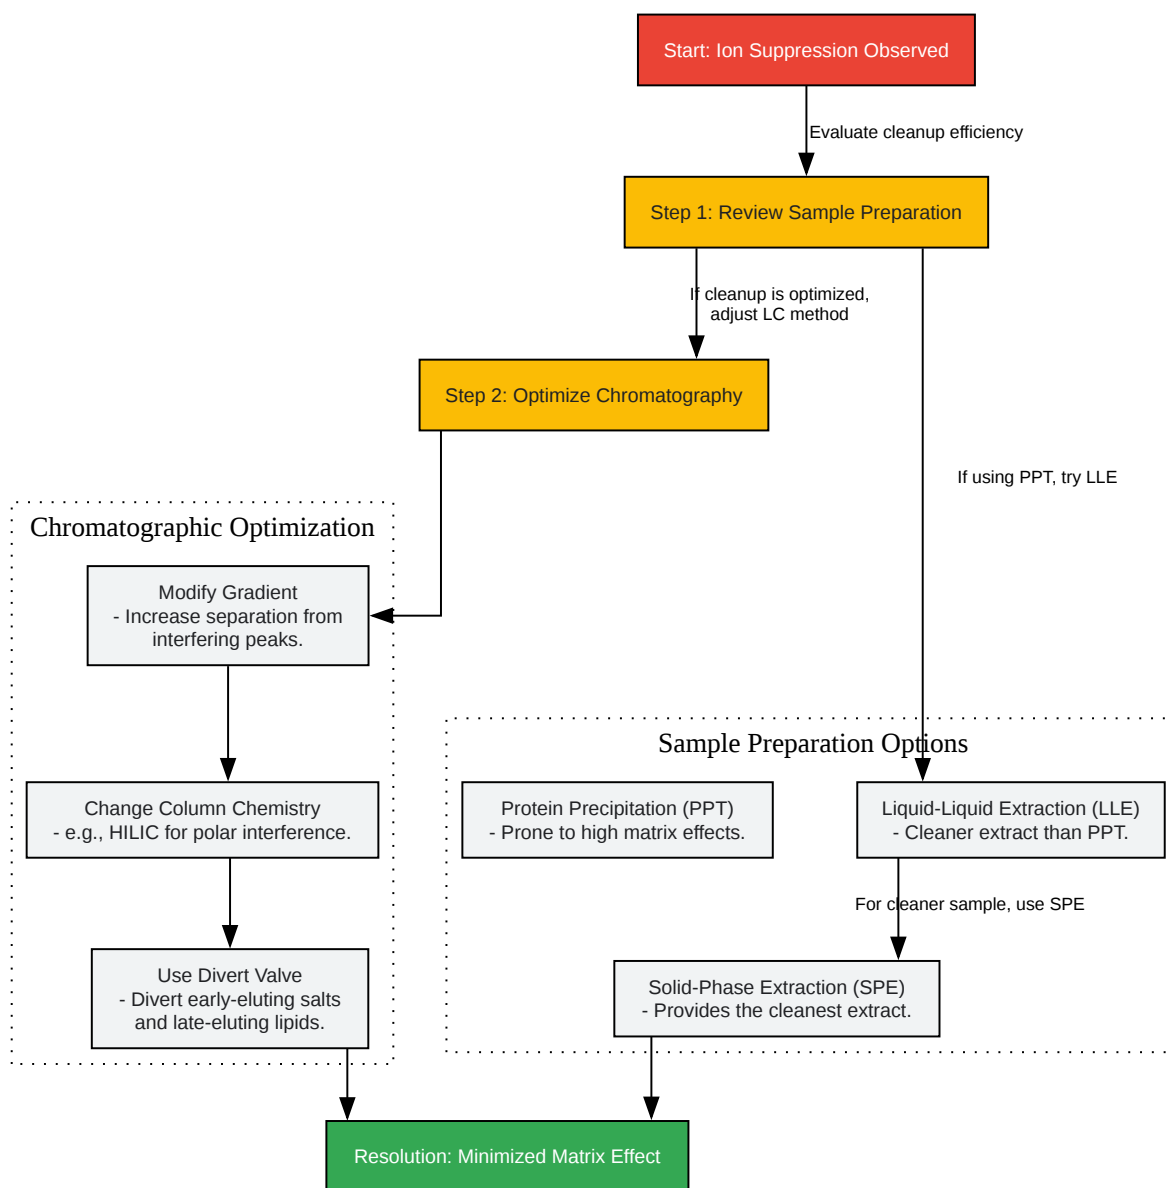 Start: Ion Suppression Observed
Evaluate cleanup efficiency
Step 1: Review Sample Preparation
If cleanup is optimized,
adjust LC method
Step 2: Optimize Chromatography
If using PPT, try LLE
Chromatographic Optimization
Modify Gradient
- Increase separation from
interfering peaks.
Sample Preparation Options
Change Column Chemistry
- e.g., HILIC for polar interference.
Protein Precipitation (PPT)
- Prone to high matrix effects.
Liquid-Liquid Extraction (LLE)
- Cleaner extract than PPT.
For cleaner sample, use SPE
Use Divert Valve
- Divert early-eluting salts
and late-eluting lipids.
Solid-Phase Extraction (SPE)
- Provides the cleanest extract.
Resolution: Minimized Matrix Effect